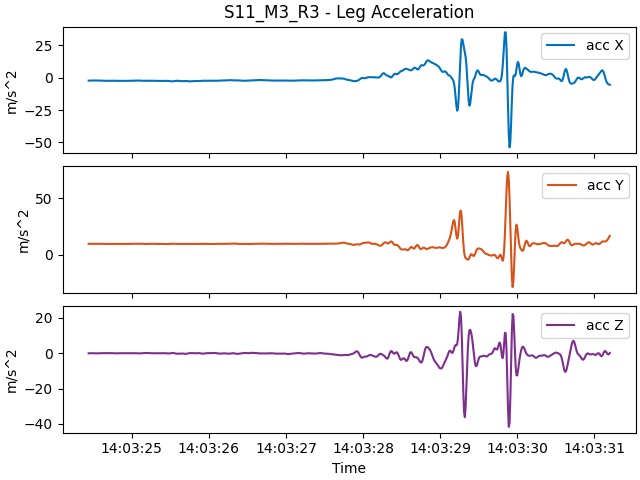 S11_M3_R3 - Leg Acceleration
acc X
m/s^2
25
0
−25
−50
acc Y
m/s^2
50
0
acc Z
m/s^2
20
0
−20
−40
14:03:25 14:03:26 14:03:27 14:03:28 14:03:29 14:03:30 14:03:31
Time